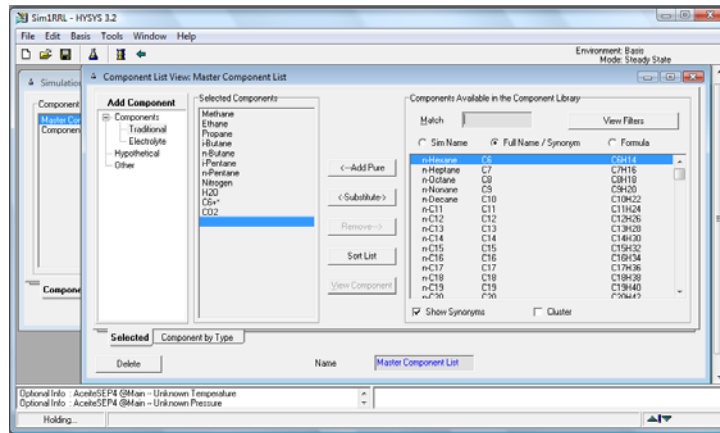 Sim1RRL - HYSYS 3.2
File Edit Basis Tools Window Help
Environment: Basis
Mode: Steady State
Simulation
Component List View: Master Component List
Component
Master Cor
Componen
Compone
Add Component
Components
Traditional
Electrolyte
Hypothetical
Other
Selected Components
Methane
Ethane
Propane
i-Butane
n-Butane
i-Pentane
n-Pentane
Nitrogen
H2O
C6+*
CO2
<--Add Pure
<-Substitute->
Remove-->
Sort List
View Component
Components Available in the Component Library
Match
View Filters
Sim Name Full Name / Synonym Formula
n-Hexane C6 C6H14
n-Heptane C7 C7H16
n-Octane C8 C8H18
n-Nonane C9 C9H20
n-Decane C10 C10H22
n-C11 C11 C11H24
n-C12 C12 C12H26
n-C13 C13 C13H28
n-C14 C14 C14H30
n-C15 C15 C15H32
n-C16 C16 C16H34
n-C17 C17 C17H36
n-C18 C18 C18H38
n-C19 C19 C19H40
n-C20 C20 C20H42
Show Synonyms Cluster
Selected Component by Type
Delete
Name Master Component List
Optional Info : AceiteSEP4 @Main -- Unknown Temperature
Optional Info : AceiteSEP4 @Main -- Unknown Pressure
Holding...